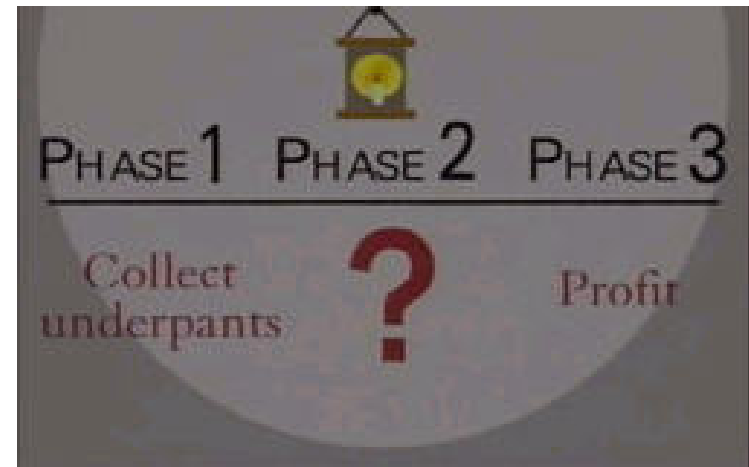 PHASE 1 PHASE 2 PHASE 3
Collect
underpants
?
Profit